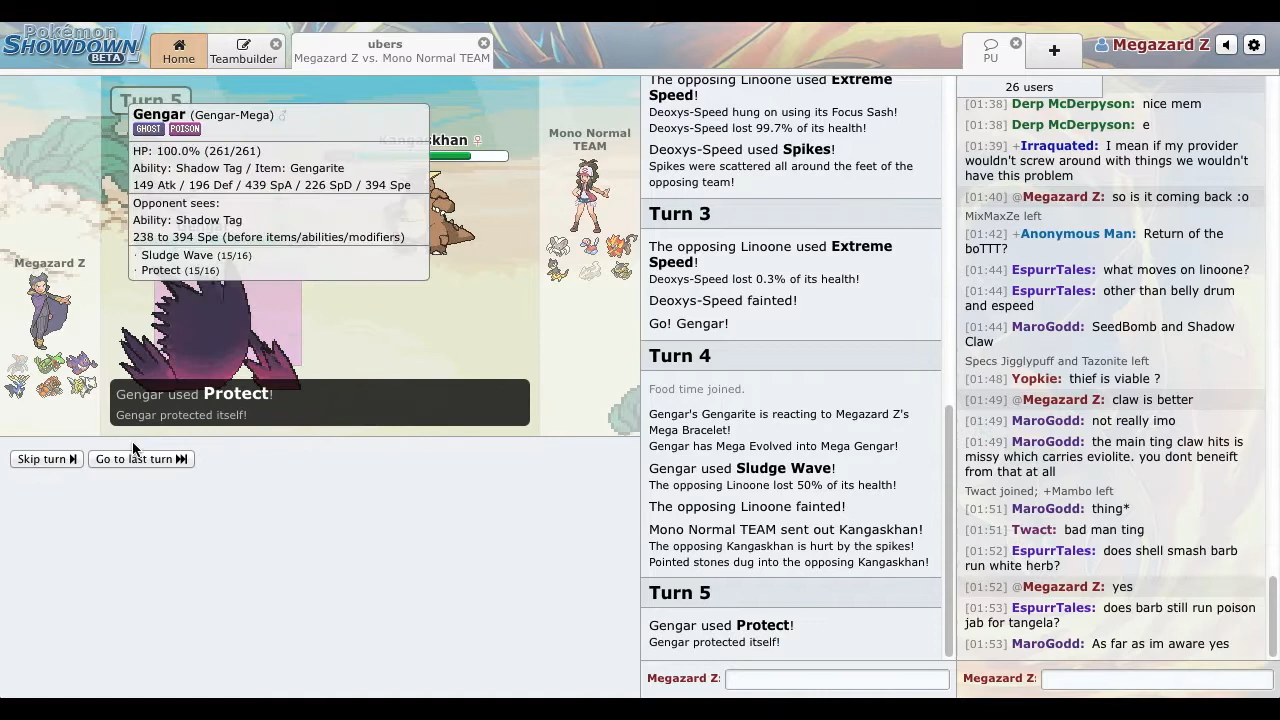 Pokémon
SHOWDOWN
BETA
Home
Teambuilder
ubers
Megazard Z vs. Mono Normal TEAM
PU
+
Megazard Z
Turn 5
Gengar (Gengar-Mega) ♂
GHOST POISON
HP: 100.0% (261/261)
Ability: Shadow Tag / Item: Gengarite
149 Atk / 196 Def / 439 SpA / 226 SpD / 394 Spe
Opponent sees:
Ability: Shadow Tag
238 to 394 Spe (before items/abilities/modifiers)
· Sludge Wave (15/16)
· Protect (15/16)
Kangaskhan ♀
Mono Normal
TEAM
Megazard Z
Gengar used Protect!
Gengar protected itself!
Skip turn
Go to last turn
The opposing Linoone used Extreme
Speed!
Deoxys-Speed hung on using its Focus Sash!
Deoxys-Speed lost 99.7% of its health!
Deoxys-Speed used Spikes!
Spikes were scattered all around the feet of the
opposing team!
Turn 3
The opposing Linoone used Extreme
Speed!
Deoxys-Speed lost 0.3% of its health!
Deoxys-Speed fainted!
Go! Gengar!
Turn 4
Food time joined.
Gengar's Gengarite is reacting to Megazard Z's
Mega Bracelet!
Gengar has Mega Evolved into Mega Gengar!
Gengar used Sludge Wave!
The opposing Linoone lost 50% of its health!
The opposing Linoone fainted!
Mono Normal TEAM sent out Kangaskhan!
The opposing Kangaskhan is hurt by the spikes!
Pointed stones dug into the opposing Kangaskhan!
Turn 5
Gengar used Protect!
Gengar protected itself!
Megazard Z:
26 users
[01:38] Derp McDerpyson: nice mem
[01:38] Derp McDerpyson: e
[01:39] +Irraquated: I mean if my provider
wouldn't screw around with things we wouldn't
have this problem
[01:40] @Megazard Z: so is it coming back :o
MixMaxZe left
[01:42] +Anonymous Man: Return of the
boTTT?
[01:44] EspurrTales: what moves on linoone?
[01:44] EspurrTales: other than belly drum
and espeed
[01:44] MaroGodd: SeedBomb and Shadow
Claw
Specs Jigglypuff and Tazonite left
[01:48] Yopkie: thief is viable ?
[01:49] @Megazard Z: claw is better
[01:49] MaroGodd: not really imo
[01:49] MaroGodd: the main ting claw hits is
missy which carries eviolite. you dont beneift
from that at all
Twact joined; +Mambo left
[01:51] MaroGodd: thing*
[01:51] Twact: bad man ting
[01:52] EspurrTales: does shell smash barb
run white herb?
[01:52] @Megazard Z: yes
[01:53] EspurrTales: does barb still run poison
jab for tangela?
[01:53] MaroGodd: As far as im aware yes
Megazard Z: